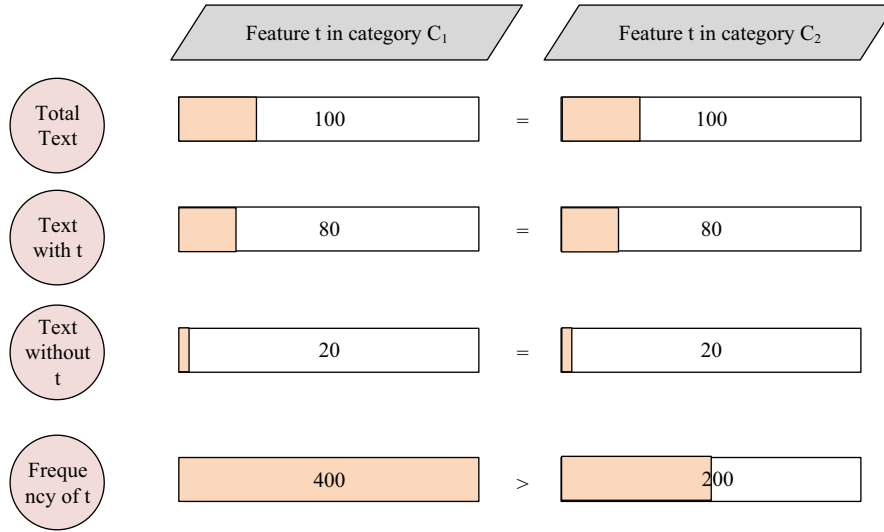 Feature t in category C₁
Feature t in category C₂
Total
Text
100
=
100
Text
with t
80
=
80
Text
without
t
20
=
20
Freque
ncy of t
400
>
200